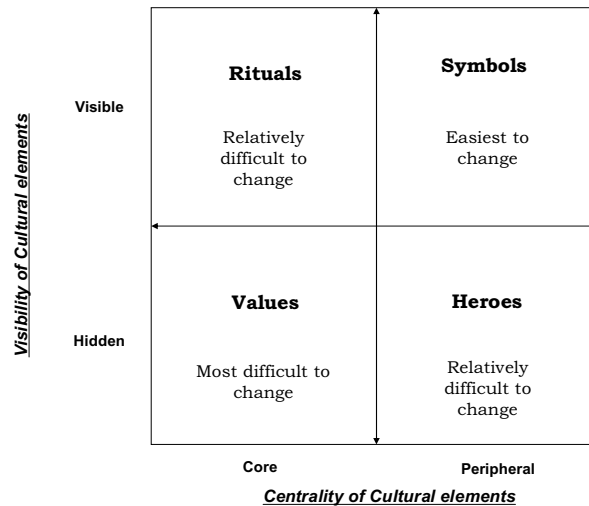 Rituals
Symbols
Visible
Relatively
difficult to
change
Easiest to
change
Visibility of Cultural elements
Values
Heroes
Hidden
Most difficult to
change
Relatively
difficult to
change
Core
Peripheral
Centrality of Cultural elements